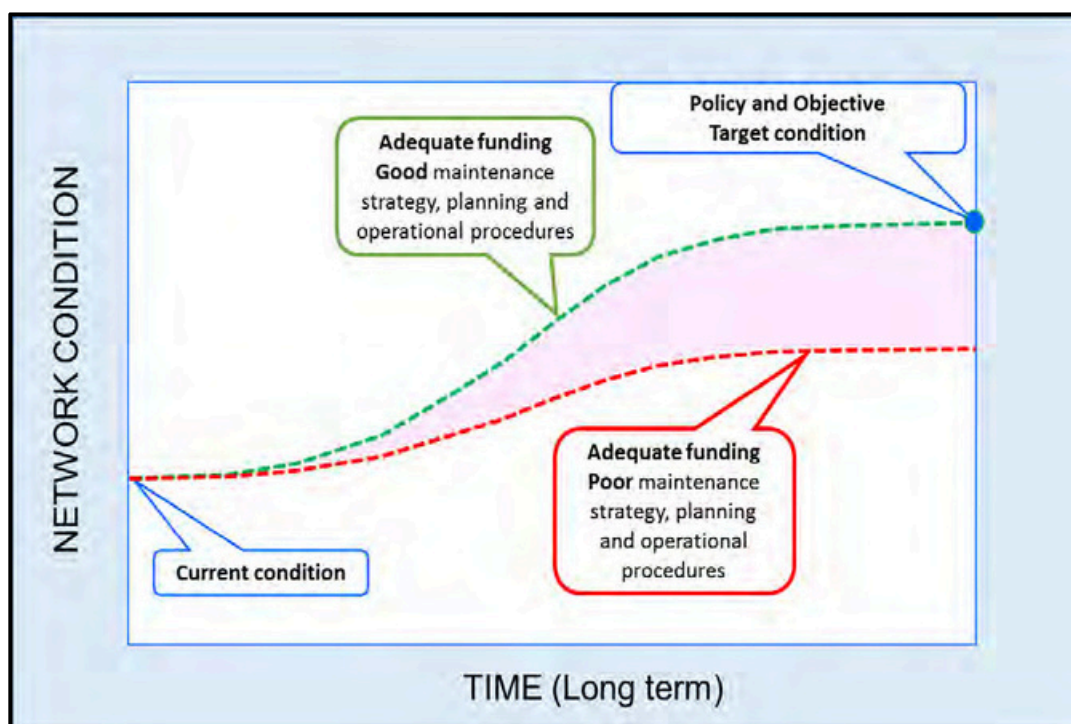 Policy and Objective
Target condition
Adequate funding
Good maintenance
strategy, planning and
operational procedures
NETWORK CONDITION
Adequate funding
Poor maintenance
strategy, planning
and operational
procedures
Current condition
TIME (Long term)